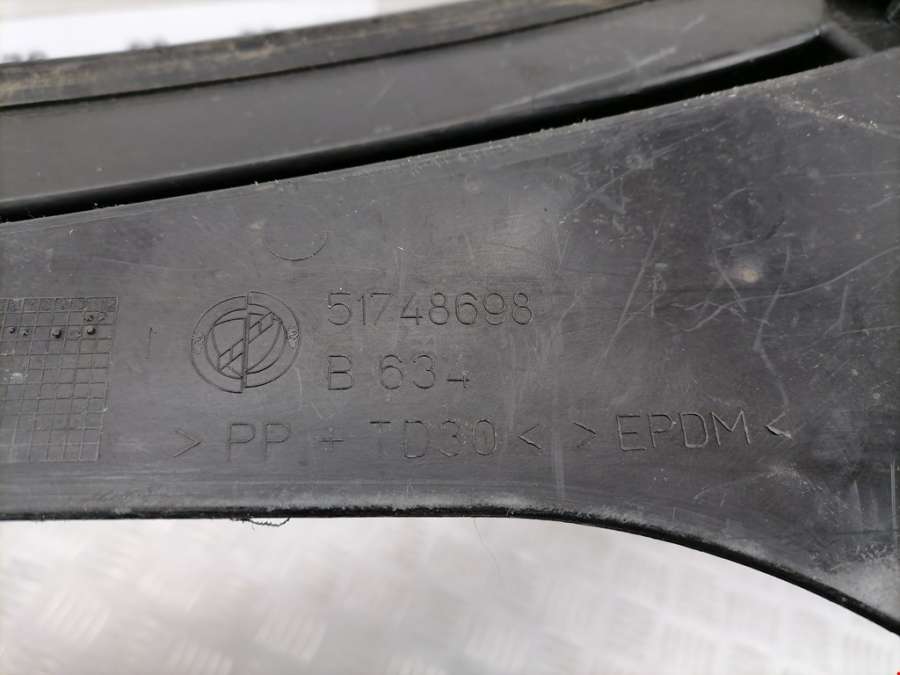 51748698
B 634
> PP + TD30 < > EPDM <